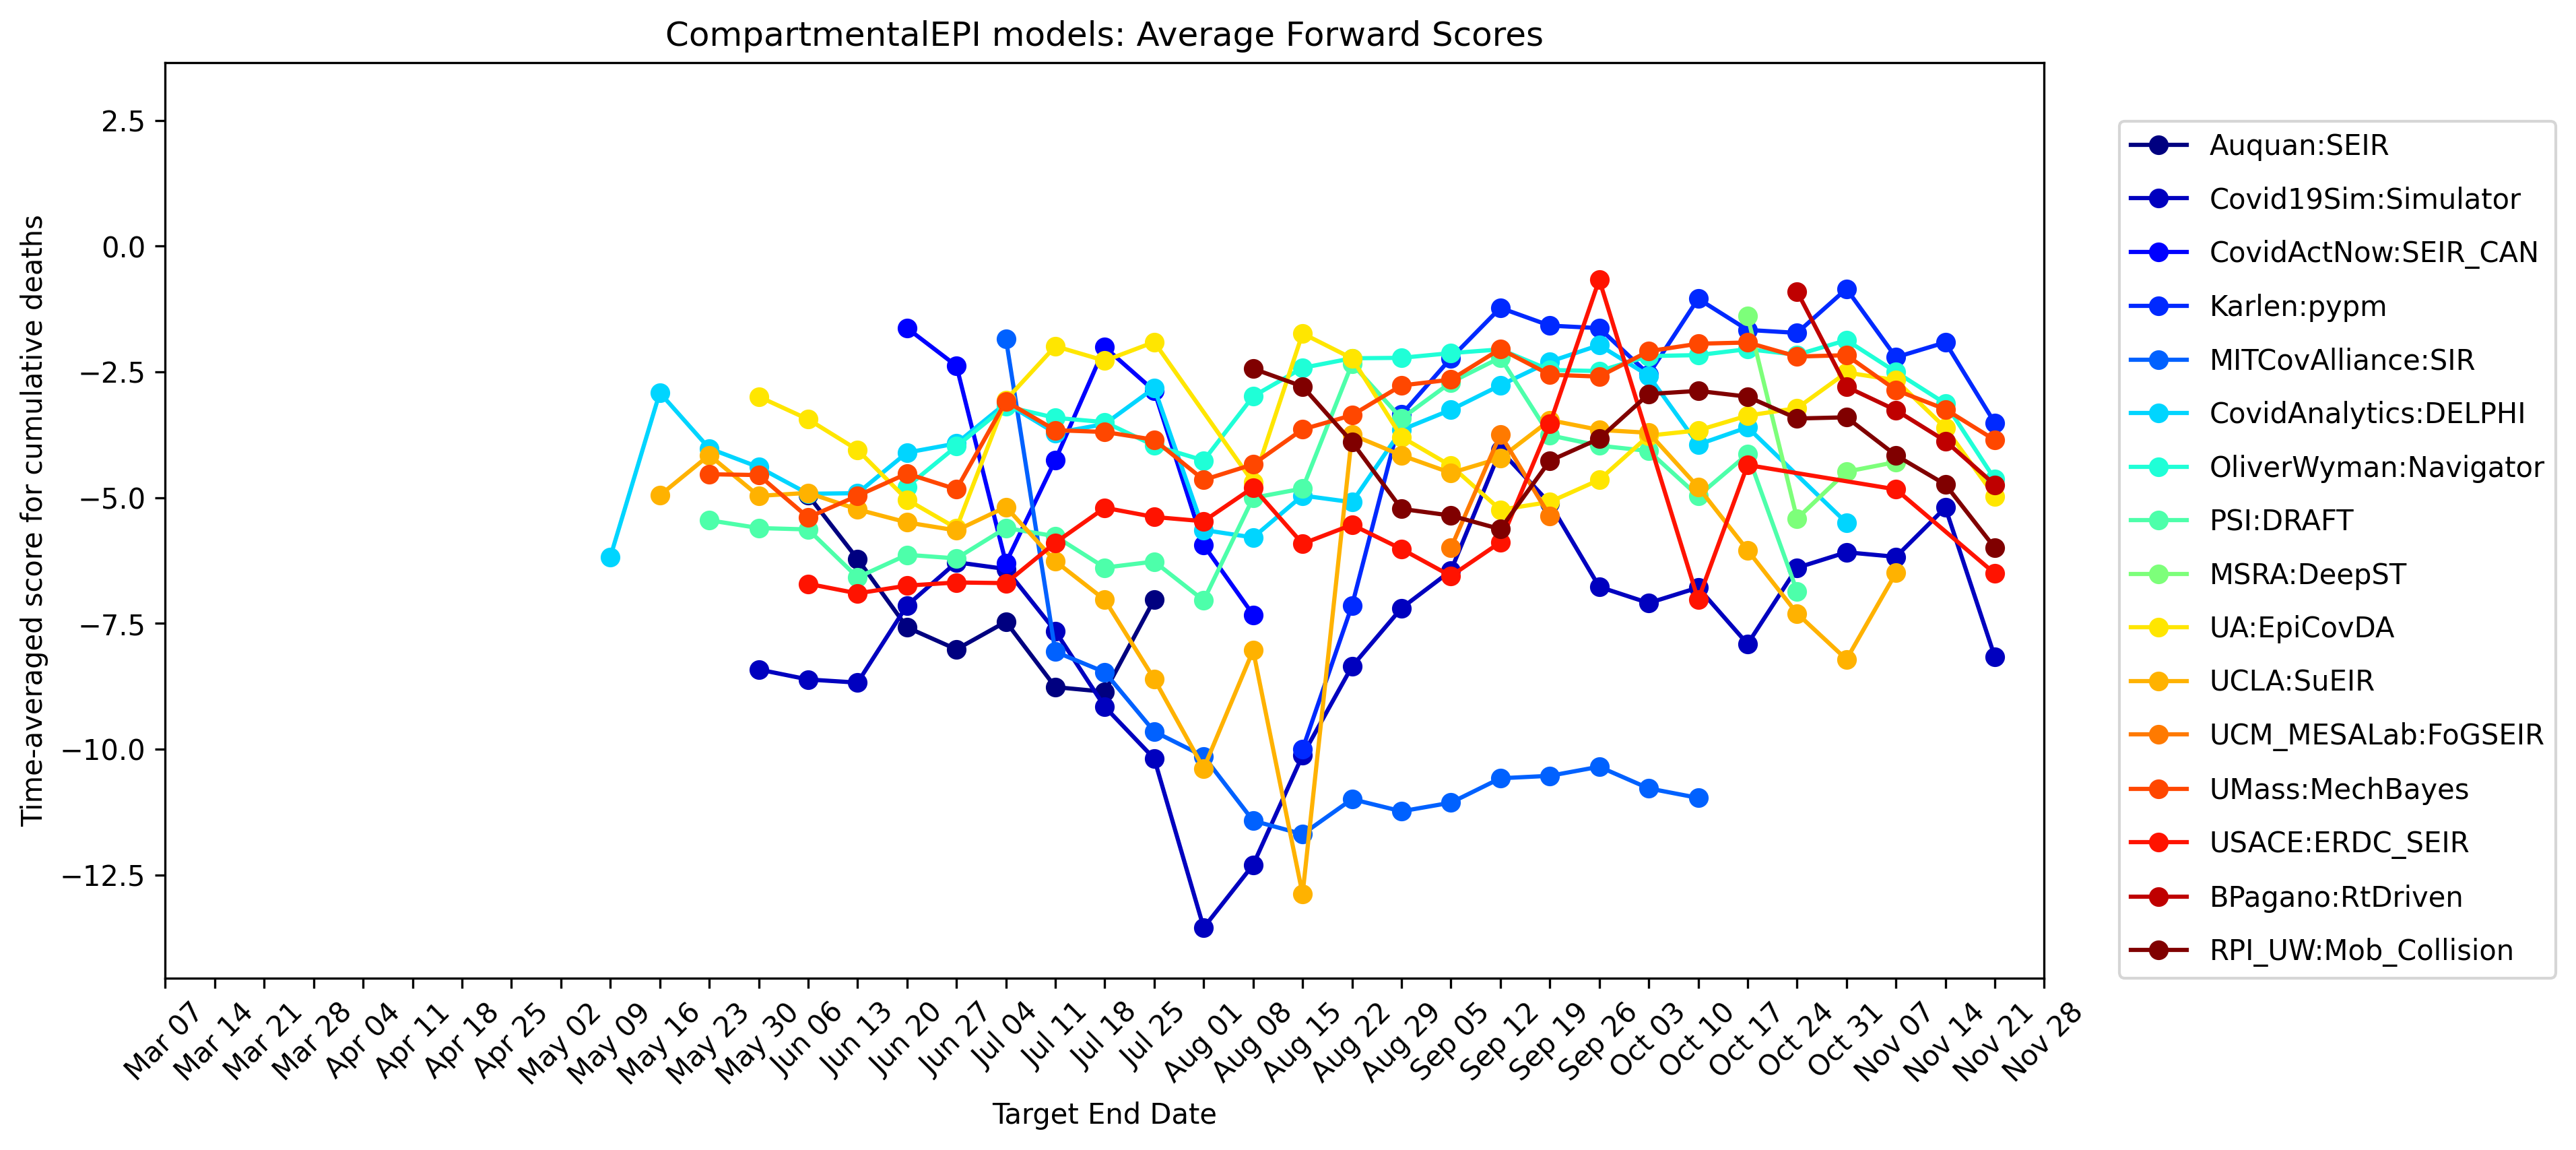 CompartmentalEPI models: Average Forward Scores
Time-averaged score for cumulative deaths
2.5
0.0
−2.5
−5.0
−7.5
−10.0
−12.5
Mar 07
Mar 14
Mar 21
Mar 28
Apr 04
Apr 11
Apr 18
Apr 25
May 02
May 09
May 16
May 23
May 30
Jun 06
Jun 13
Jun 20
Jun 27
Jul 04
Jul 11
Jul 18
Jul 25
Aug 01
Aug 08
Aug 15
Aug 22
Aug 29
Aug 05
Sep 12
Sep 19
Sep 26
Sep 03
Oct 10
Oct 17
Oct 24
Oct 31
Oct 07
Nov 14
Nov 21
Nov 28
Target End Date
Auquan:SEIR
Covid19Sim:Simulator
CovidActNow:SEIR_CAN
Karlen:pypm
MITCovAlliance:SIR
CovidAnalytics:DELPHI
OliverWyman:Navigator
PSI:DRAFT
MSRA:DeepST
UA:EpiCovDA
UCLA:SuEIR
UCM_MESALab:FoGSEIR
UMass:MechBayes
USACE:ERDC_SEIR
BPagano:RtDriven
RPI_UW:Mob_Collision